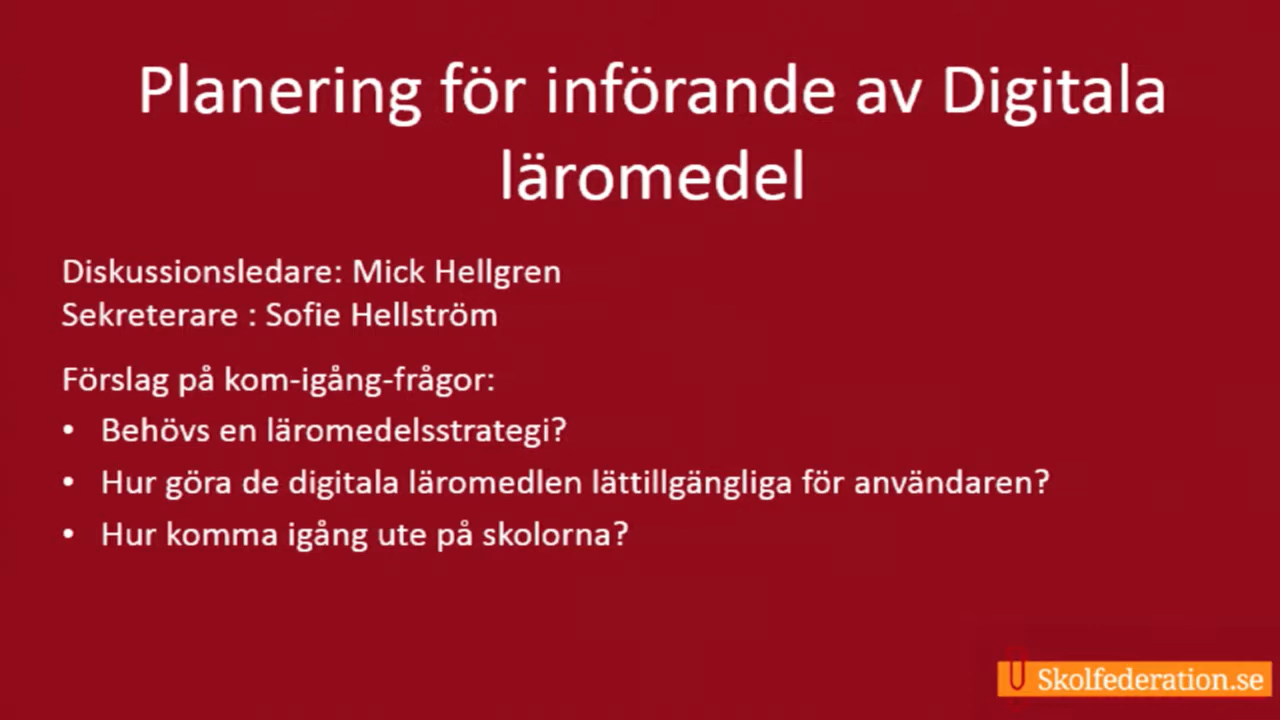 Planering för införande av Digitala
läromedel
Diskussionsledare: Mick Hellgren
Sekreterare : Sofie Hellström
Förslag på kom-igång-frågor:
• Behövs en läromedelsstrategi?
• Hur göra de digitala läromedlen lättillgängliga för användaren?
• Hur komma igång ute på skolorna?
Skolfederation.se